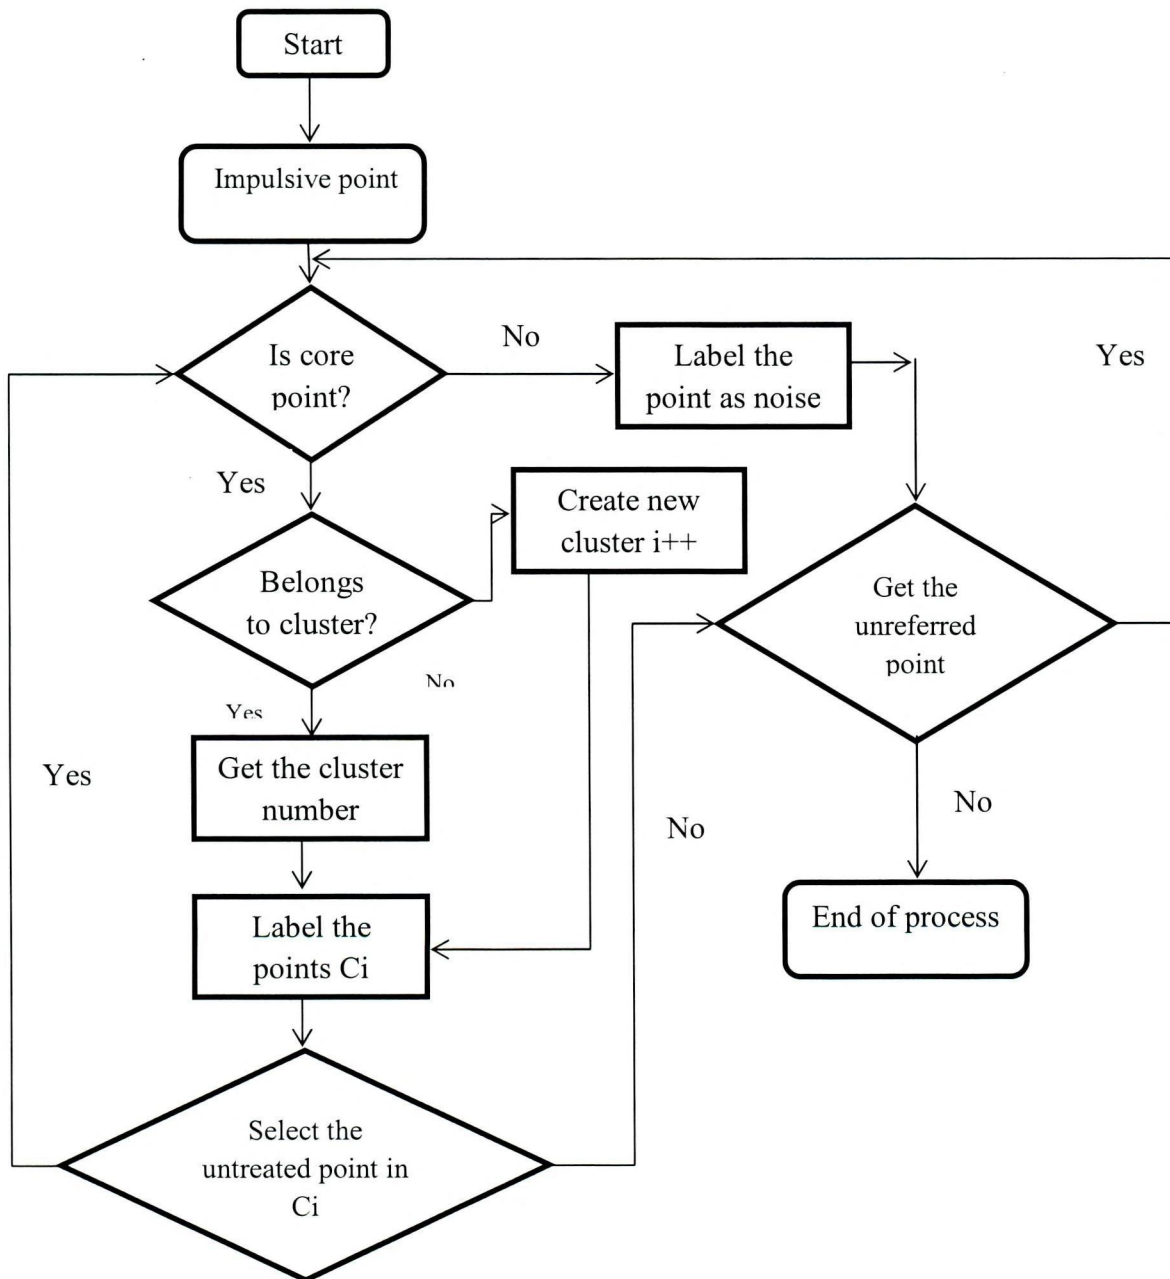 Start
Impulsive point
Is core
point?
No
Label the
point as noise
Yes
Yes
Create new
cluster i++
Belongs
to cluster?
Get the
unreferred
point
No
Yes
Get the cluster
number
Yes
No
No
Label the
points Ci
End of process
Select the
untreated point in
Ci